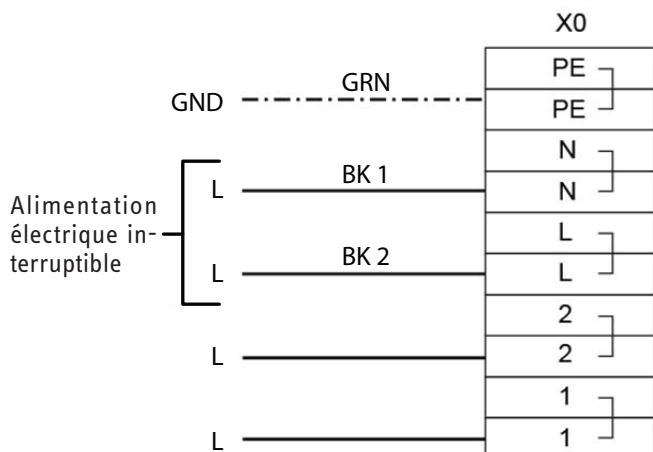 X0
PE
GRN
GND
PE
N
L
BK 1
N
Alimentation
électrique in-
terruptible
L
L
BK 2
L
2
L
2
1
L
1